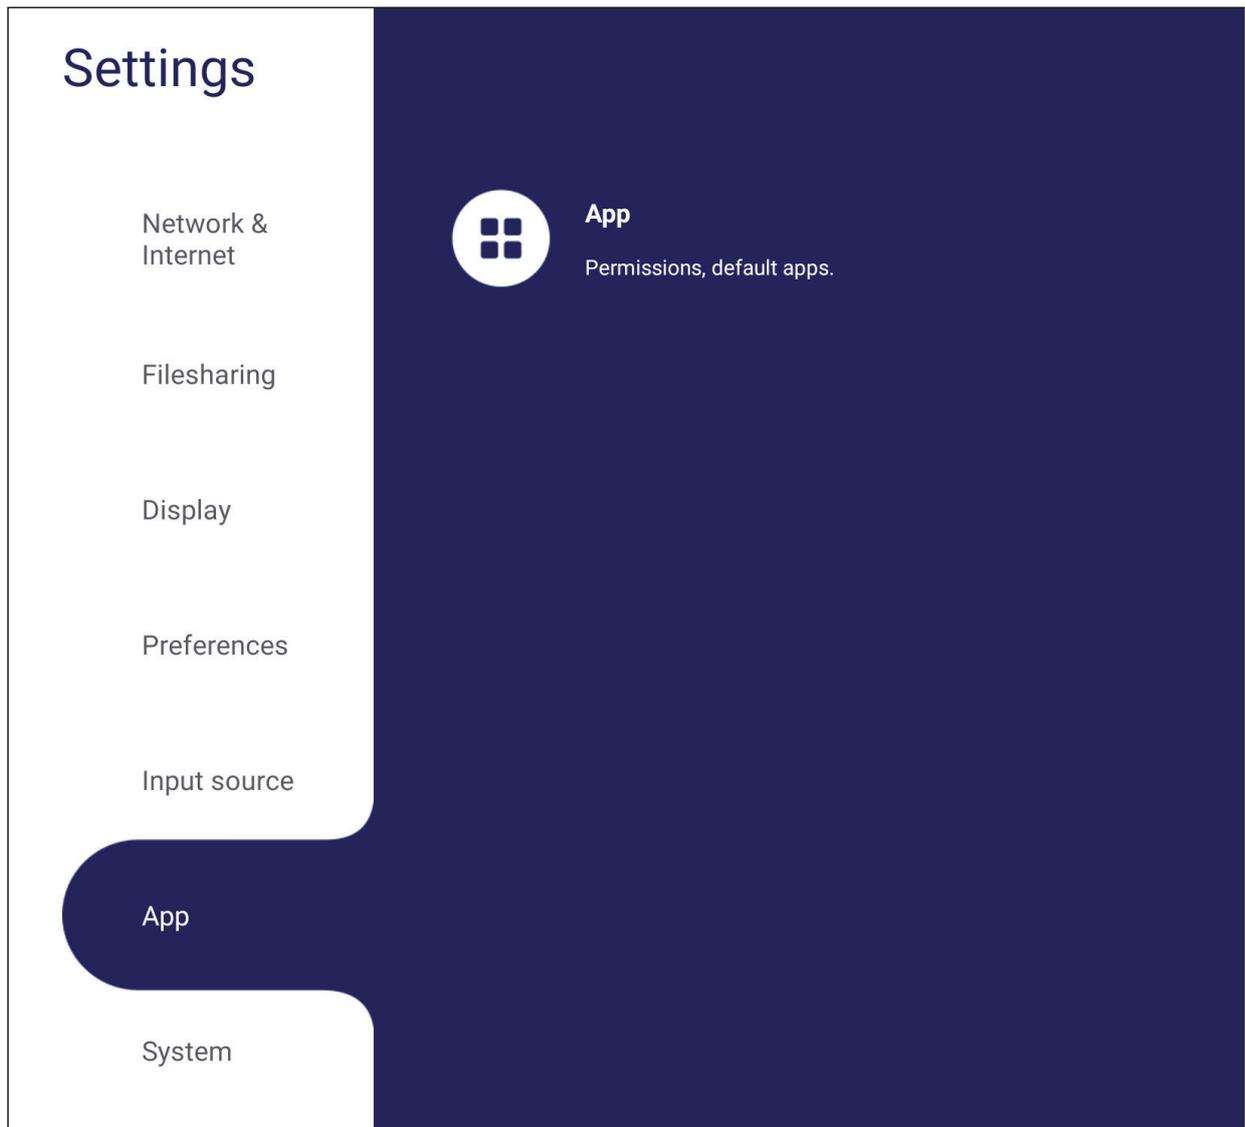 Settings
Network &
Internet
Filesharing
Display
Preferences
Input source
App
System
App
Permissions, default apps.